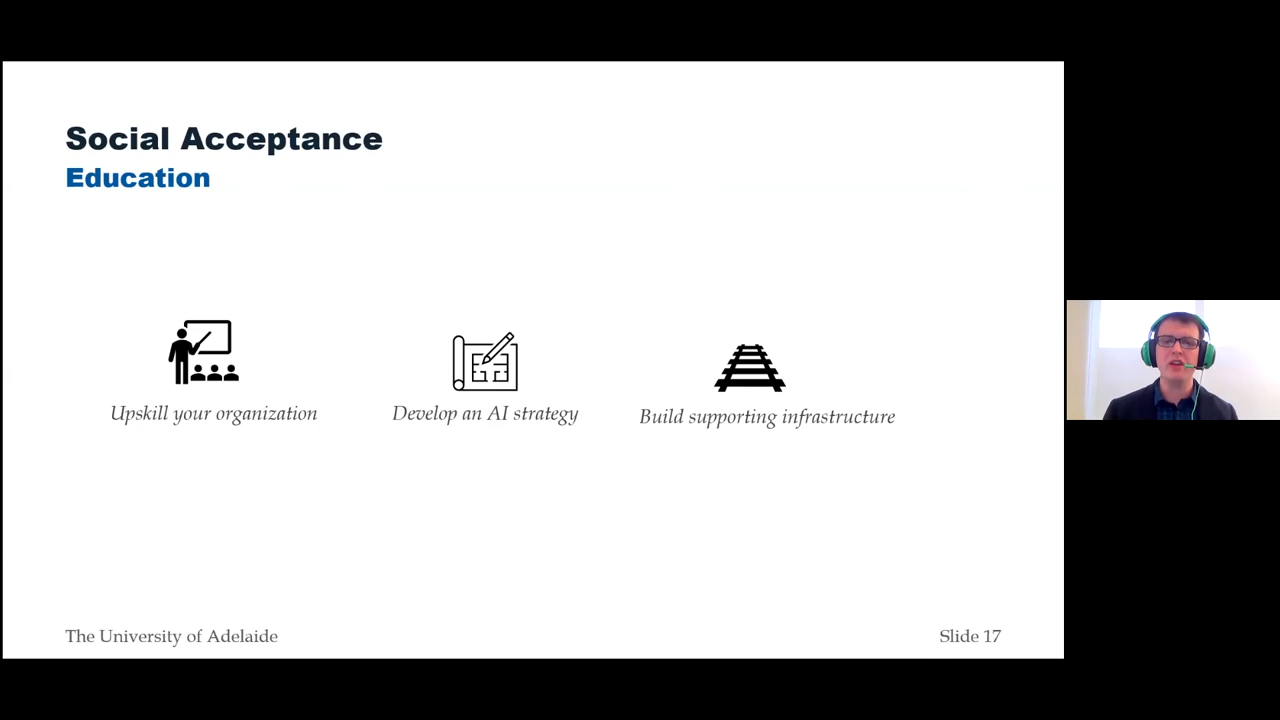 Social Acceptance
Education
Upskill your organization
Develop an AI strategy
Build supporting infrastructure
The University of Adelaide
Slide 17